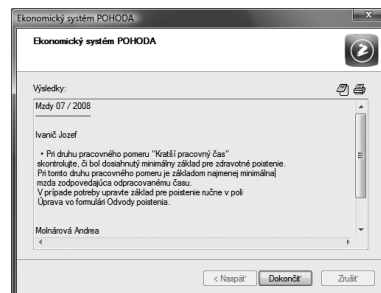 Ekonomický systém POHODA
Ekonomický systém POHODA
Výsledky:
Mzdy 07 / 2008
--------------------
Ivanič Jozef
• Pri druhu pracovného pomeru "Kratší pracovný čas"
skontrolujte, či bol dosiahnutý minimálny základ pre zdravotné poistenie.
Pri tomto druhu pracovného pomeru je základom najmenej minimálna
mzda zodpovedajúca odpracovanému času.
V prípade potreby upravte základ pre poistenie ručne v poli
Úprava vo formulári Odvody poistenia.
Molnárová Andrea
< Naspäť Dokončiť Zrušiť